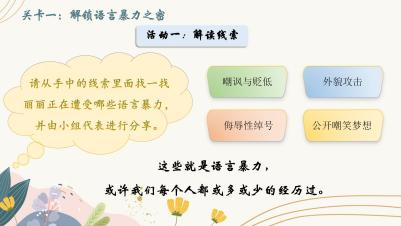 关卡一：解锁语言暴力之密
活动一：解读线索
请从手中的线索里面找一找
丽丽正在遭受哪些语言暴力，
并由小组代表进行分享。
嘲讽与贬低
外貌攻击
侮辱性绰号
公开嘲笑梦想
这些就是语言暴力，
或许我们每个人都或多或少的经历过。